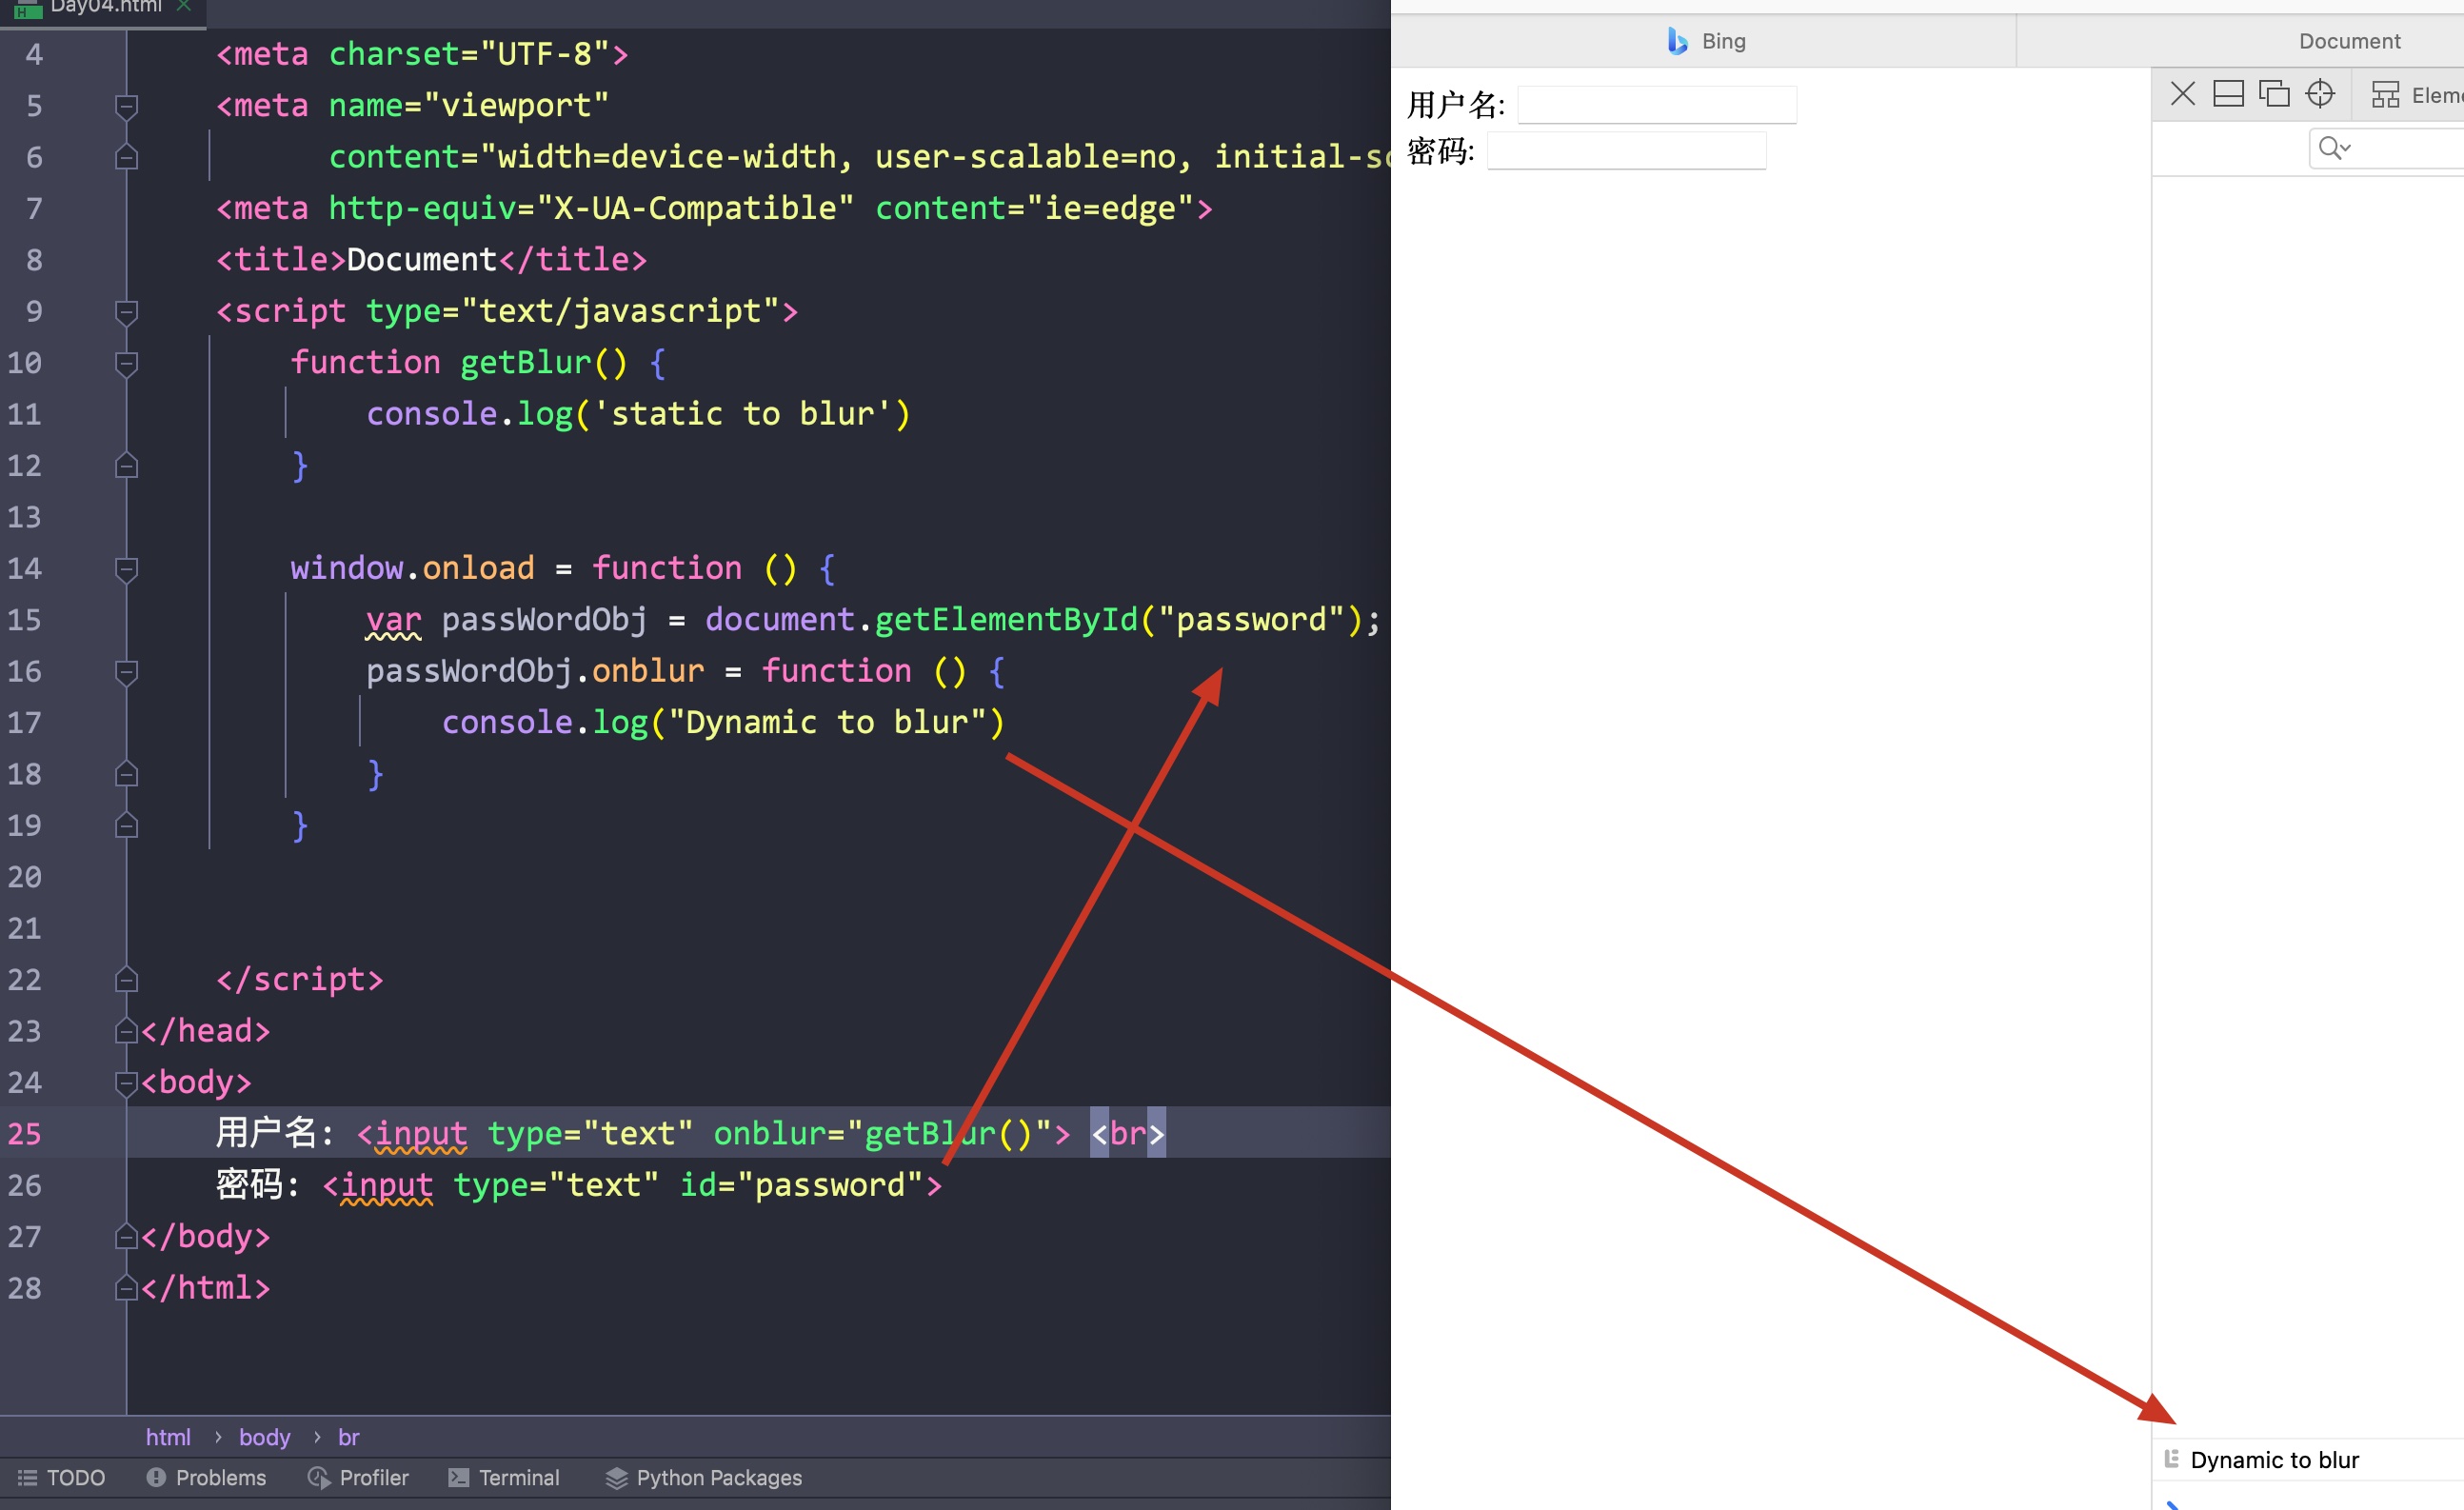 Day04.html
4 <meta charset="UTF-8">
5 <meta name="viewport"
6 content="width=device-width, user-scalable=no, initial-sc
7 <meta http-equiv="X-UA-Compatible" content="ie=edge">
8 <title>Document</title>
9 <script type="text/javascript">
10 function getBlur() {
11 console.log('static to blur')
12 }
13
14 window.onload = function () {
15 var passWordObj = document.getElementById("password");
16 passWordObj.onblur = function () {
17 console.log("Dynamic to blur")
18 }
19 }
20
21
22 </script>
23 </head>
24 <body>
25 用户名: <input type="text" onblur="getBlur()"> <br>
26 密码: <input type="text" id="password">
27 </body>
28 </html>
html › body › br
TODO Problems Profiler Terminal Python Packages
Bing Document
用户名:
密码:
Eleme
Dynamic to blur